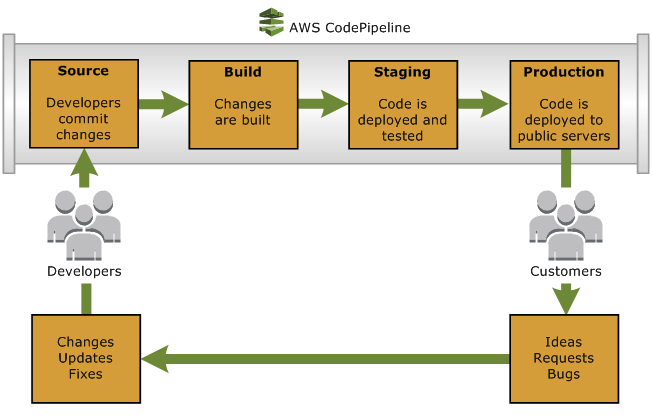 AWS CodePipeline
Source
Developers
commit
changes
Build
Changes
are built
Staging
Code is
deployed and
tested
Production
Code is
deployed to
public servers
Developers
Customers
Changes
Updates
Fixes
Ideas
Requests
Bugs